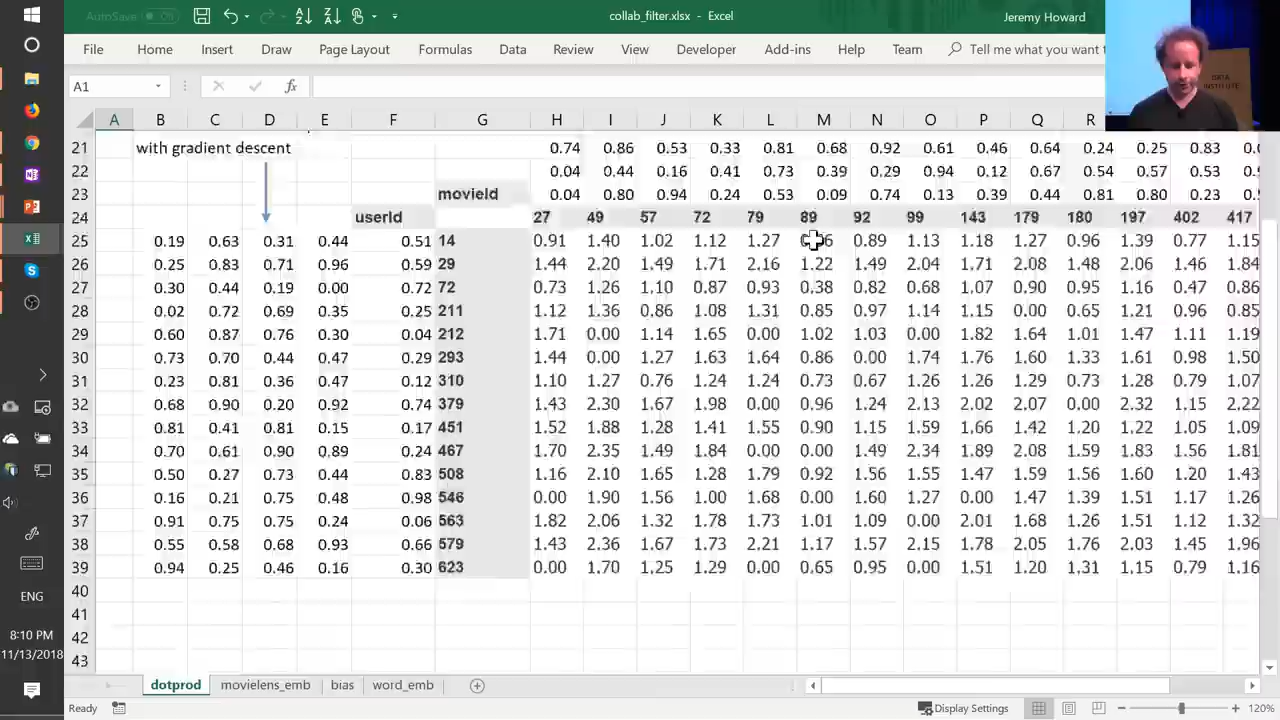 AutoSave
collab_filter.xlsx - Excel
Jeremy Howard
File Home Insert Draw Page Layout Formulas Data Review View Developer Add-ins Help Team Tell me what you
A1
fx
A B C D E F G H I J K L M N O P Q R
21 with gradient descent 0.74 0.86 0.53 0.33 0.81 0.68 0.92 0.61 0.46 0.64 0.24 0.25 0.83
22 0.04 0.44 0.16 0.41 0.73 0.39 0.29 0.94 0.12 0.67 0.54 0.57 0.53
23 movieId 0.04 0.80 0.94 0.24 0.53 0.09 0.74 0.13 0.39 0.44 0.81 0.80 0.23
24 userId 27 49 57 72 79 89 92 99 143 179 180 197 402 417
25 0.19 0.63 0.31 0.44 0.51 14 0.91 1.40 1.02 1.12 1.27 0.89 1.13 1.18 1.27 0.96 1.39 0.77 1.15
26 0.25 0.83 0.71 0.96 0.59 29 1.44 2.20 1.49 1.71 2.16 1.22 1.49 2.04 1.71 2.08 1.48 2.06 1.46 1.84
27 0.30 0.44 0.19 0.00 0.72 72 0.73 1.26 1.10 0.87 0.93 0.38 0.82 0.68 1.07 0.90 0.95 1.16 0.47 0.86
28 0.02 0.72 0.69 0.35 0.25 211 1.12 1.36 0.86 1.08 1.31 0.85 0.97 1.14 1.15 0.00 0.65 1.21 0.96 0.85
29 0.60 0.87 0.76 0.30 0.04 212 1.71 0.00 1.14 1.65 0.00 1.02 1.03 0.00 1.82 1.64 1.01 1.47 1.11 1.19
30 0.73 0.70 0.44 0.47 0.29 293 1.44 0.00 1.27 1.63 1.64 0.86 0.00 1.74 1.76 1.60 1.33 1.61 0.98 1.50
31 0.23 0.81 0.36 0.47 0.12 310 1.10 1.27 0.76 1.24 1.24 0.73 0.67 1.26 1.26 1.29 0.73 1.28 0.79 1.07
32 0.68 0.90 0.20 0.92 0.74 379 1.43 2.30 1.67 1.98 0.00 0.96 1.24 2.13 2.02 2.07 0.00 2.32 1.15 2.22
33 0.81 0.41 0.81 0.15 0.17 451 1.52 1.88 1.28 1.41 1.55 0.90 1.15 1.59 1.66 1.42 1.20 1.22 1.05 1.09
34 0.70 0.61 0.90 0.89 0.24 467 1.70 2.35 1.49 1.84 0.00 0.00 1.49 2.34 1.89 2.08 1.59 1.83 1.56 1.81
35 0.50 0.27 0.73 0.44 0.83 508 1.16 2.10 1.65 1.28 1.79 0.92 1.56 1.55 1.47 1.59 1.56 1.60 1.20 1.43
36 0.16 0.21 0.75 0.48 0.98 546 0.00 1.90 1.56 1.00 1.68 0.00 1.60 1.27 0.00 1.47 1.39 1.51 1.17 1.26
37 0.91 0.75 0.75 0.24 0.06 563 1.82 2.06 1.32 1.78 1.73 1.01 1.09 0.00 2.01 1.68 1.26 1.51 1.12 1.32
38 0.55 0.58 0.68 0.93 0.66 579 1.43 2.36 1.67 1.73 2.21 1.17 1.57 2.15 1.78 2.05 1.76 2.03 1.45 1.96
39 0.94 0.25 0.46 0.16 0.30 623 0.00 1.70 1.25 1.29 0.00 0.65 0.95 0.00 1.51 1.20 1.31 1.15 0.79 1.16
40
41
42
43
dotprod movielens_emb bias word_emb
Ready
Display Settings
120%
ENG
8:10 PM
11/13/2018
DATA
INSTITUTE